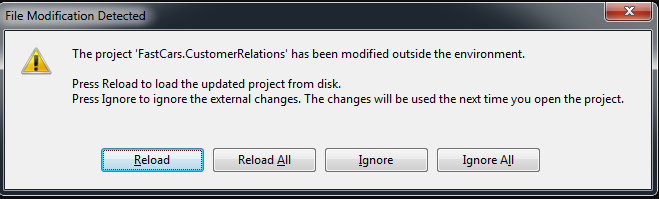 File Modification Detected
The project 'FastCars.CustomerRelations' has been modified outside the environment.
Press Reload to load the updated project from disk.
Press Ignore to ignore the external changes. The changes will be used the next time you open the project.
Reload
Reload All
Ignore
Ignore All